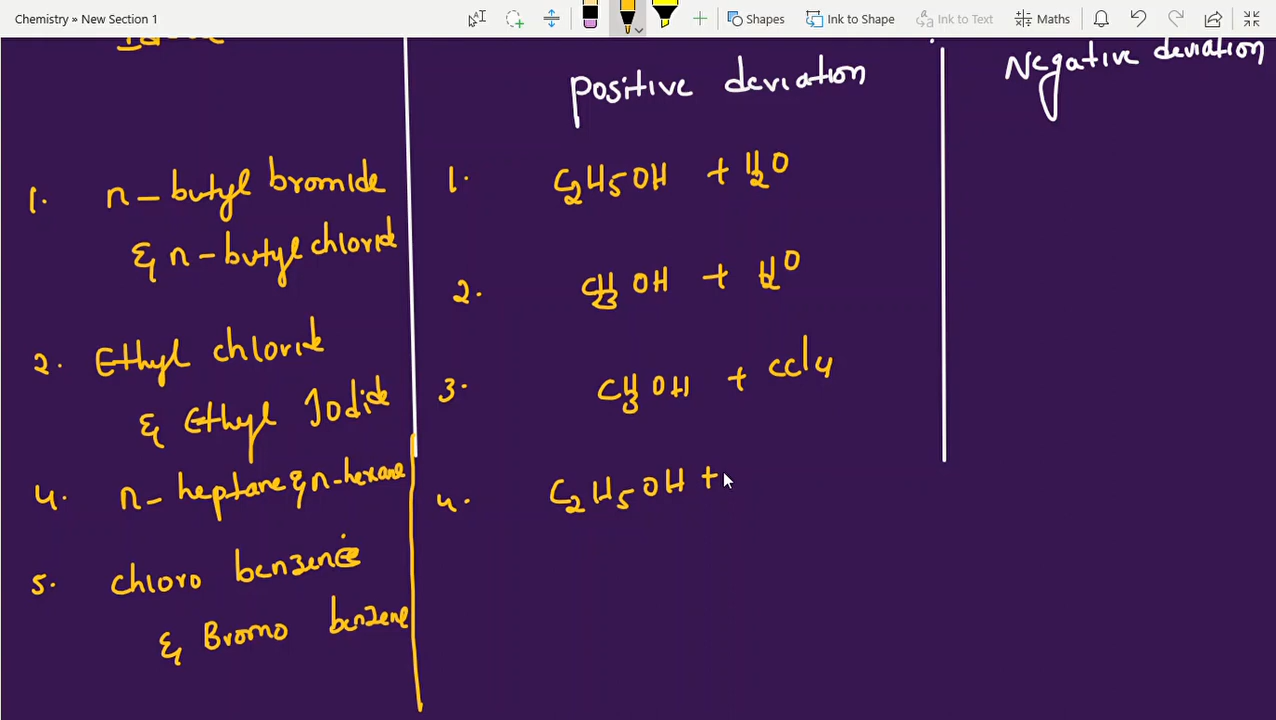 Chemistry » New Section 1
Shapes
Ink to Shape
Ink to Text
Maths
positive deviation
Negative deviation
1. n-butyl bromide
& n-butyl chloride
2. Ethyl chloride
& Ethyl Iodide
4. n-heptane & n-hexane
5. chloro benzene
& Bromo benzene
1. C2H5OH + H2O
2. CH3OH + H2O
3. CH3OH + CCl4
4. C2H5OH +